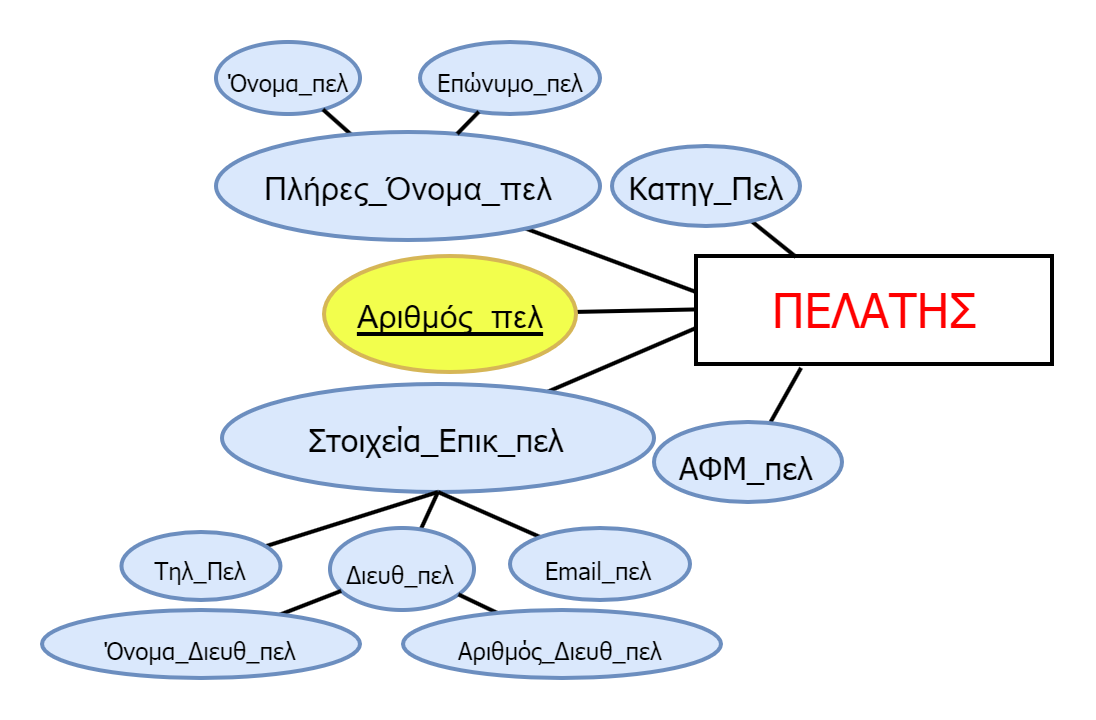 Όνομα_πελ
Επώνυμο_πελ
Πλήρες_Όνομα_πελ
Κατηγ_Πελ
Αριθμός_πελ
ΠΕΛΑΤΗΣ
Στοιχεία_Επικ_πελ
ΑΦΜ_πελ
Τηλ_Πελ
Διευθ_πελ
Email_πελ
Όνομα_Διευθ_πελ
Αριθμός_Διευθ_πελ